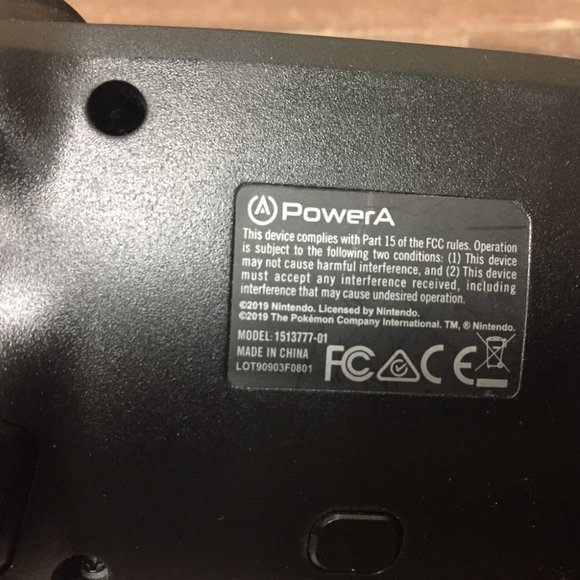 PowerA
This device complies with Part 15 of the FCC rules. Operation
is subject to the following two conditions: (1) This device
may not cause harmful interference, and (2) This device
must accept any interference received, including
interference that may cause undesired operation.
©2019 Nintendo. Licensed by Nintendo.
©2019 The Pokémon Company International. TM, ® Nintendo.
MODEL: 1513777-01
MADE IN CHINA
LOT90903F0801
FC CE